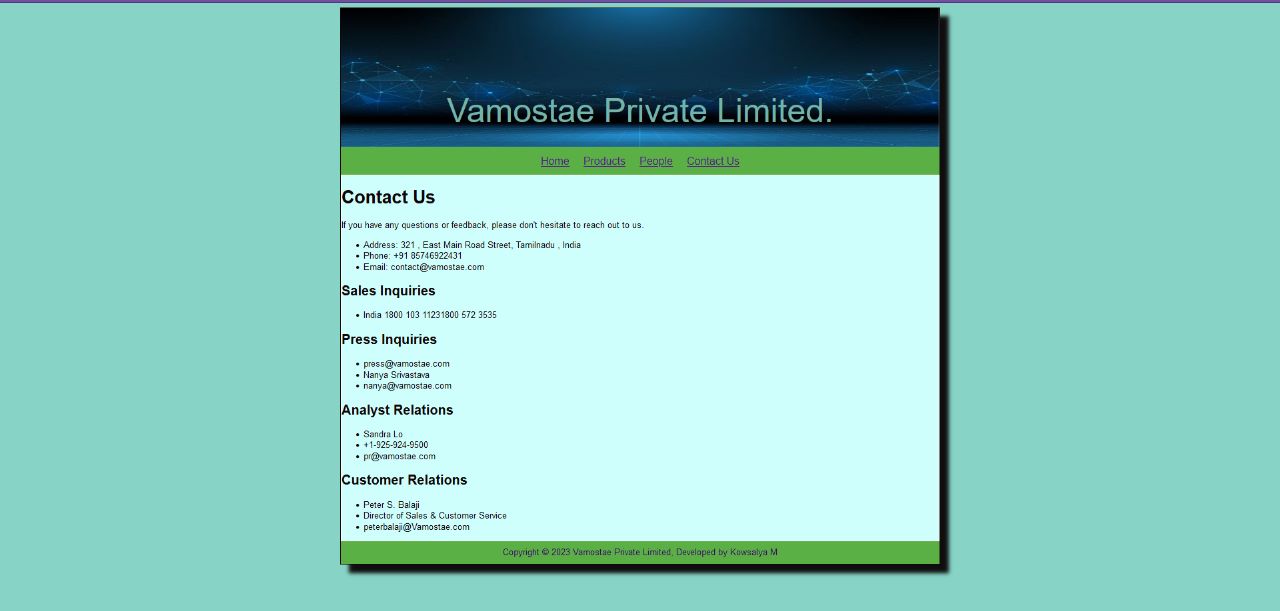 Vamostae Private Limited.
Home Products People Contact Us
Contact Us
If you have any questions or feedback, please don't hesitate to reach out to us.
• Address: 321 , East Main Road Street, Tamilnadu , India
• Phone: +91 85746922431
• Email: contact@vamostae.com
Sales Inquiries
• India 1800 103 11231800 572 3535
Press Inquiries
• press@vamostae.com
• Nanya Srivastava
• nanya@vamostae.com
Analyst Relations
• Sandra Lo
• +1-925-924-9500
• pr@vamostae.com
Customer Relations
• Peter S. Balaji
• Director of Sales & Customer Service
• peterbalaji@Vamostae.com
Copyright © 2023 Vamostae Private Limited, Developed by Kowsalya M